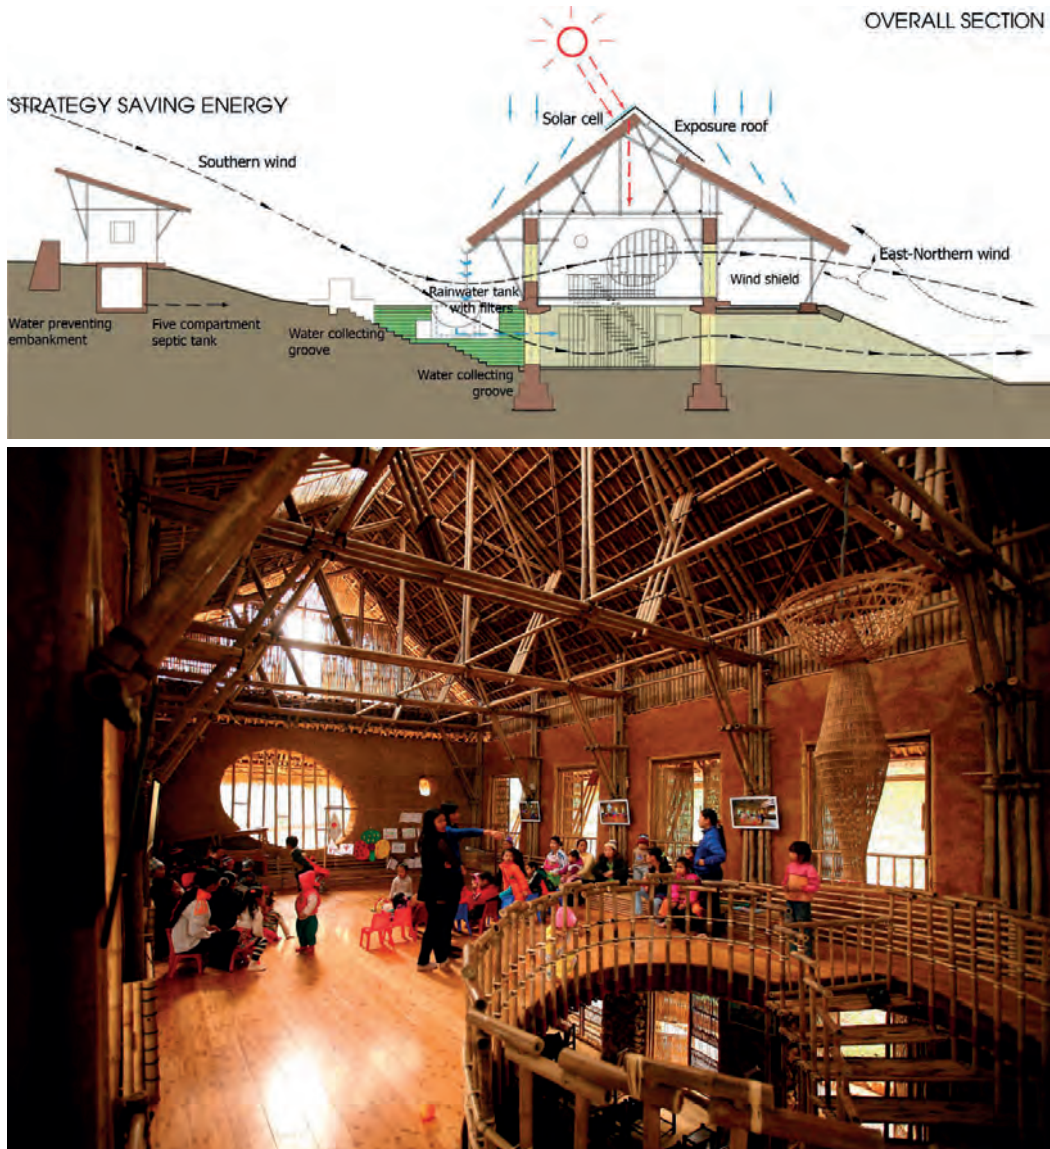 OVERALL SECTION
STRATEGY SAVING ENERGY
Solar cell
Exposure roof
Southern wind
East-Northern wind
Wind shield
Rainwater tank
with filters
Water preventing
embankment
Five compartment
septic tank
Water collecting
groove
Water collecting
groove